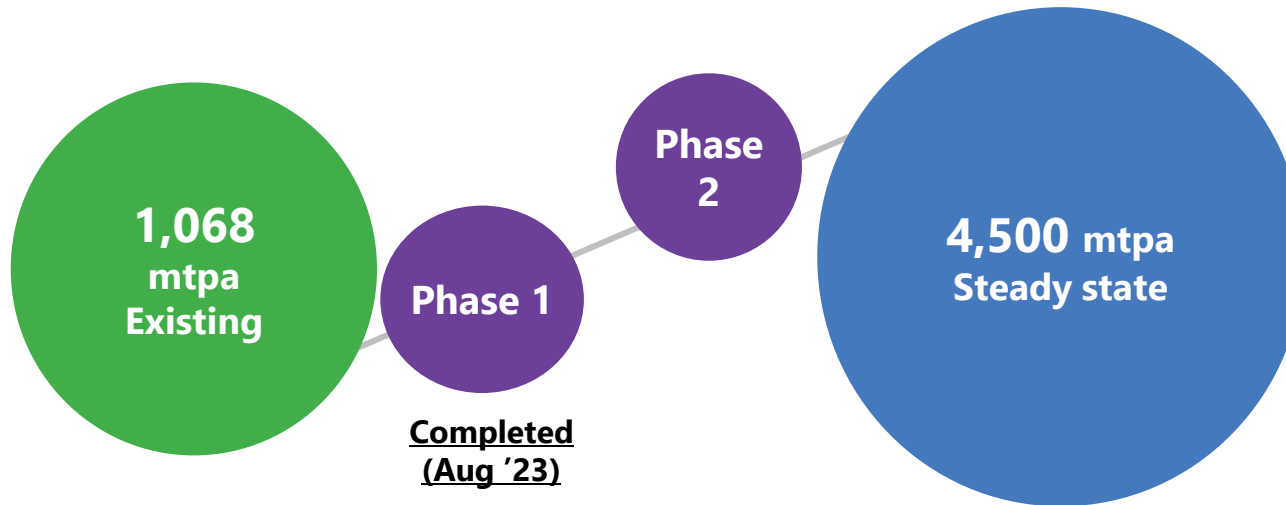 1,068
mtpa
Existing
Phase 1
Completed
(Aug ’23)
Phase
2
4,500 mtpa
Steady state